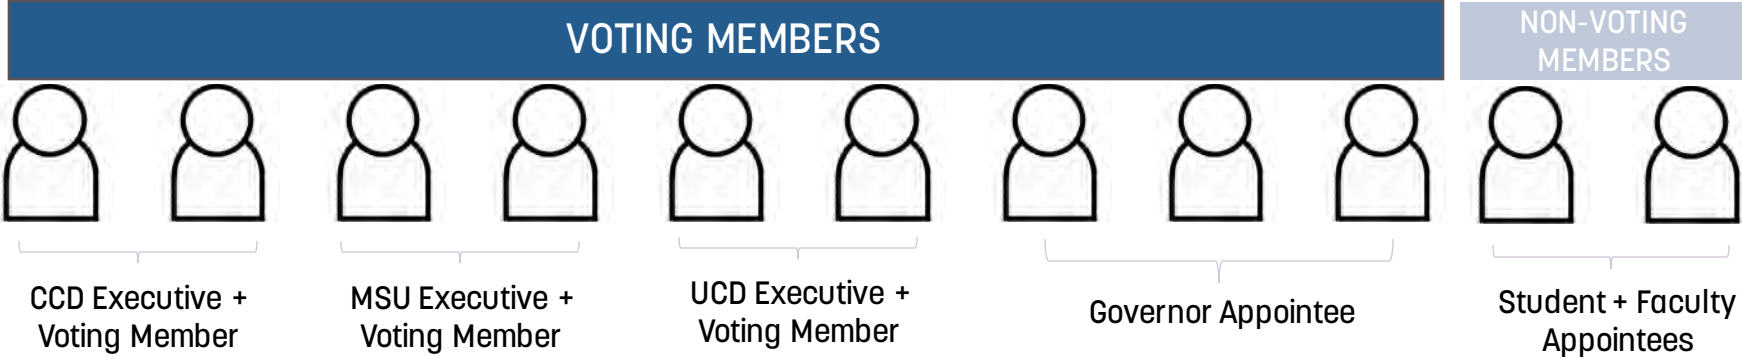 VOTING MEMBERS
NON-VOTING
MEMBERS
CCD Executive +
Voting Member
MSU Executive +
Voting Member
UCD Executive +
Voting Member
Governor Appointee
Student + Faculty
Appointees